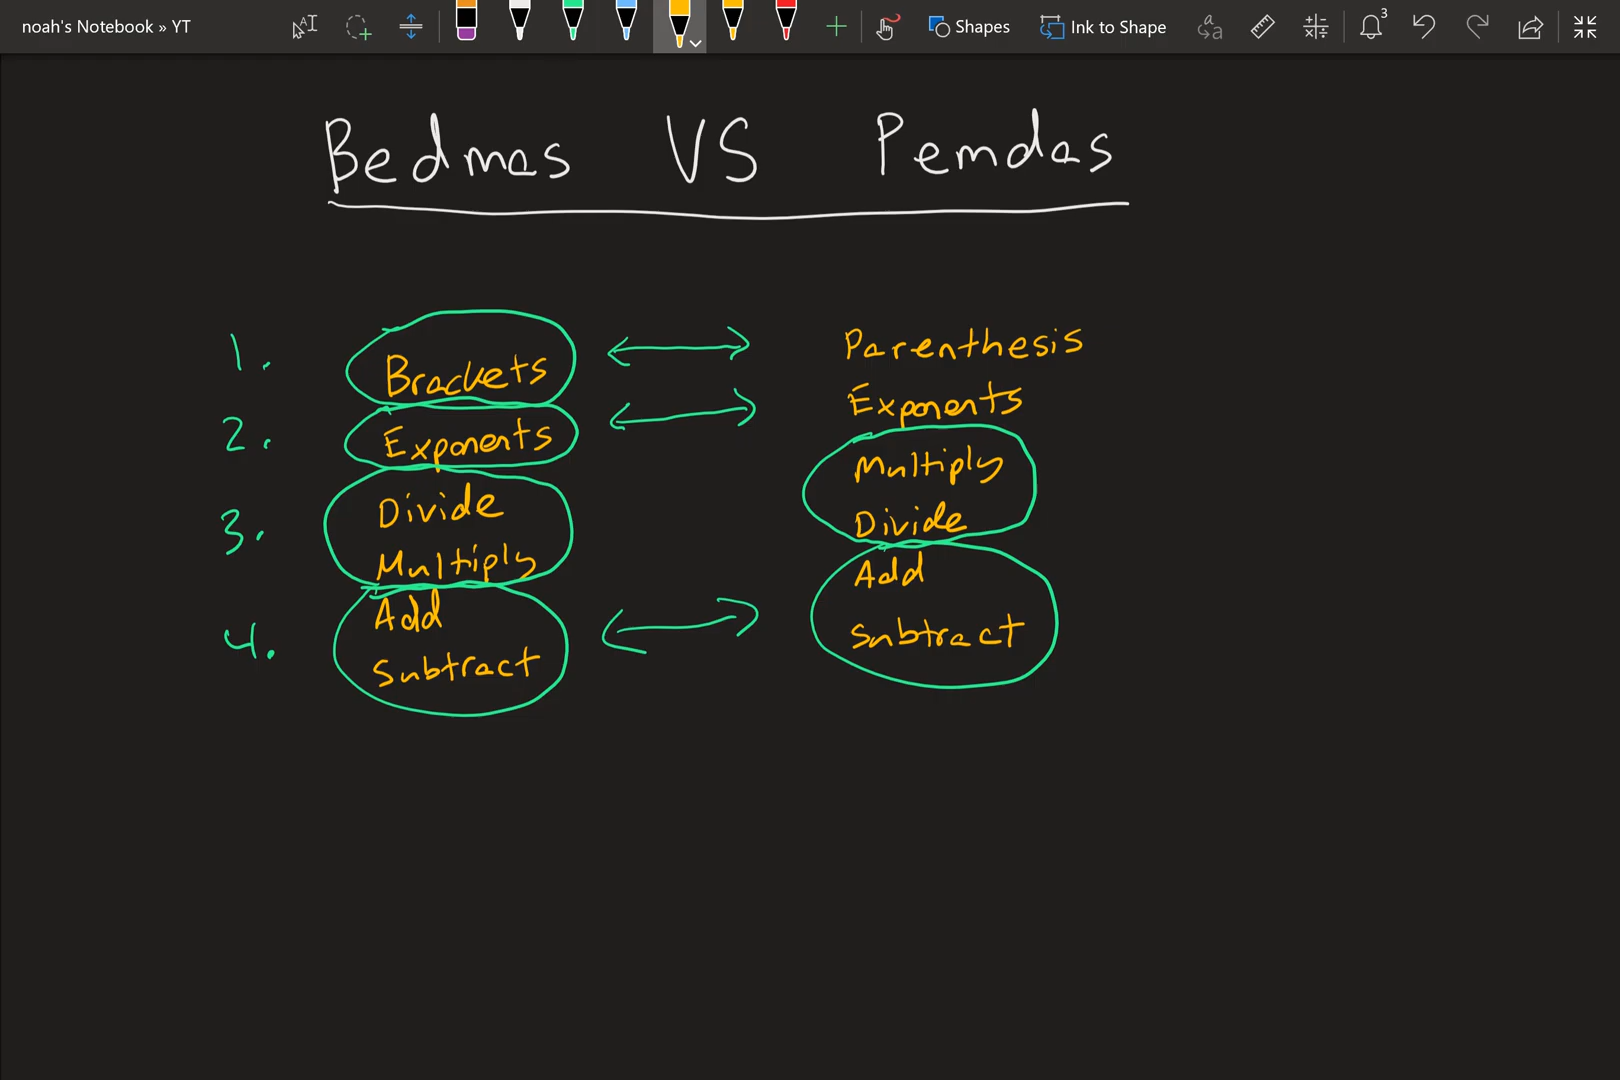 noah's Notebook » YT
Shapes
Ink to Shape
3
Bedmas VS Pemdas
1. Brackets Parenthesis
2. Exponents Exponents
3. Divide Multiply
Multiply Divide
4. Add Add
Subtract Subtract